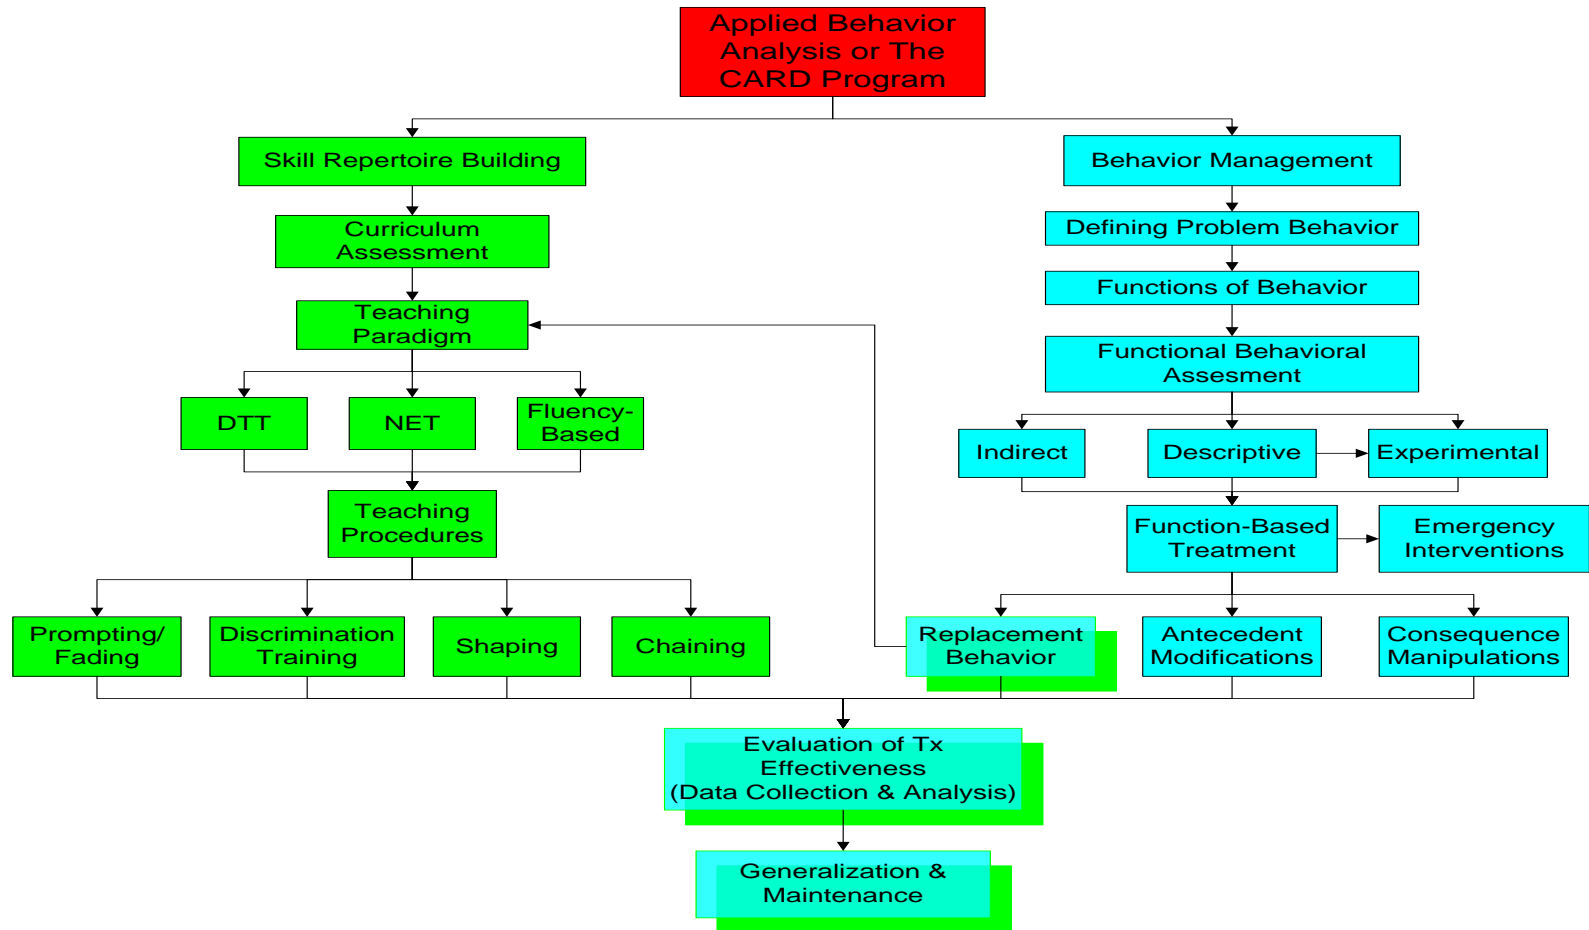 Applied Behavior
Analysis or The
CARD Program
Skill Repertoire Building
Behavior Management
Curriculum
Assessment
Defining Problem Behavior
Teaching
Paradigm
Functions of Behavior
Functional Behavioral
Assesment
DTT
NET
Fluency-
Based
Indirect
Descriptive
Experimental
Teaching
Procedures
Function-Based
Treatment
Emergency
Interventions
Prompting/
Fading
Discrimination
Training
Shaping
Chaining
Replacement
Behavior
Antecedent
Modifications
Consequence
Manipulations
Evaluation of Tx
Effectiveness
(Data Collection & Analysis)
Generalization &
Maintenance